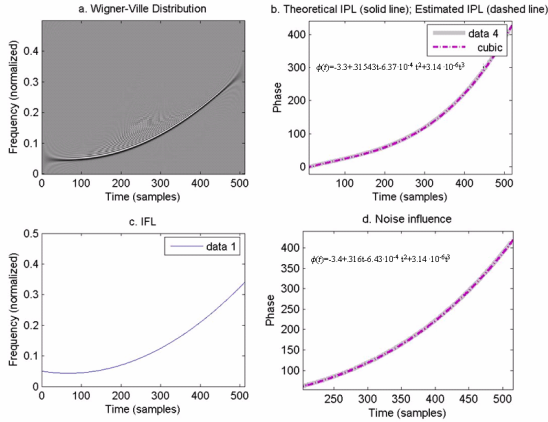 a. Wigner-Ville Distribution
Frequency (normalized)
0.4
0.3
0.2
0.1
0
0 100 200 300 400 500
Time (samples)
b. Theoretical IPL (solid line); Estimated IPL (dashed line)
data 4
cubic
ϕ(t)=-3.3+.31543t-6.37·10-4 t2+3.14 ·10-6t3
Phase
400
300
200
100
0
100 200 300 400 500
Time (samples)
c. IFL
data 1
Frequency (normalized)
0.5
0.4
0.3
0.2
0.1
0
0 100 200 300 400 500
Time (samples)
d. Noise influence
ϕ(t)=-3.4+.316t-6.43·10-4 t2+3.14 ·10-6t3
Phase
400
350
300
250
200
150
100
250 300 350 400 450 500
Time (samples)